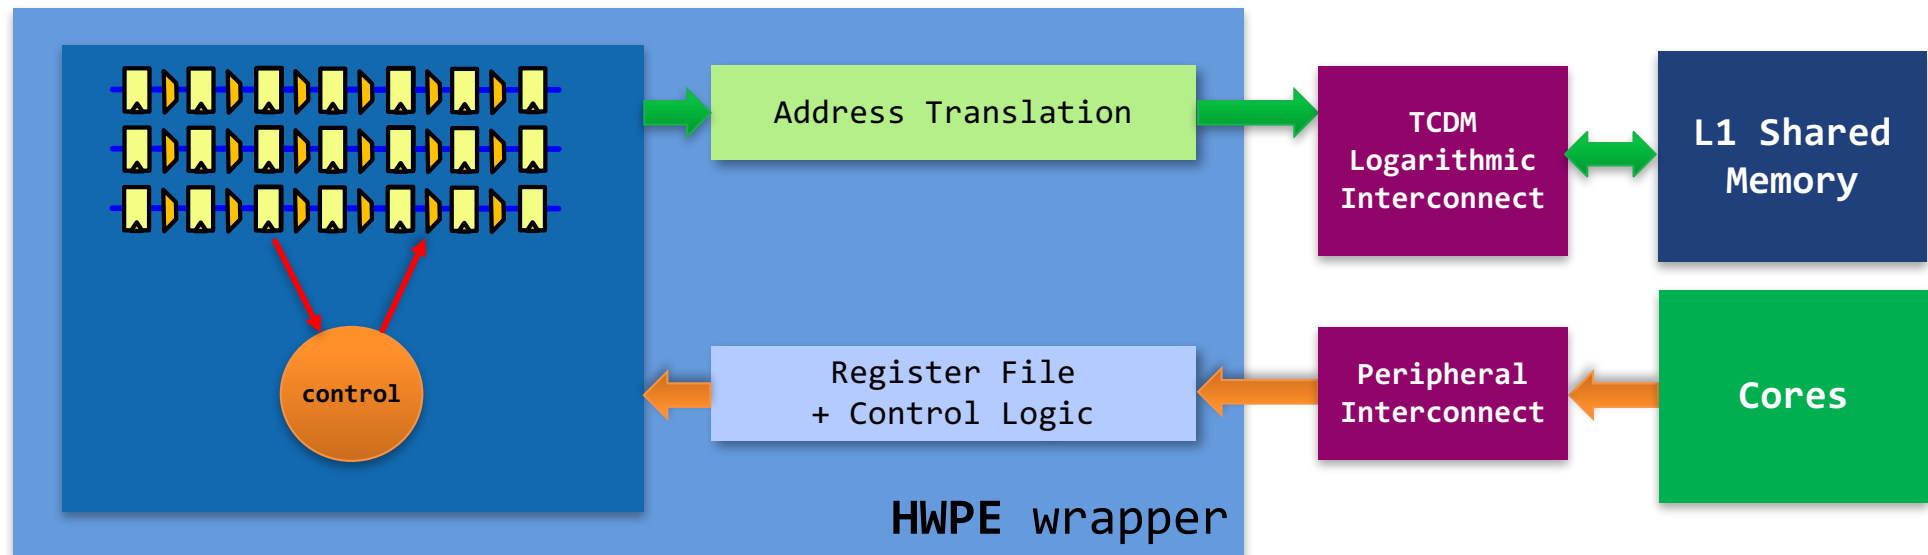 Address Translation
TCDM
Logarithmic
Interconnect
L1 Shared
Memory
control
Register File
+ Control Logic
Peripheral
Interconnect
Cores
HWPE wrapper